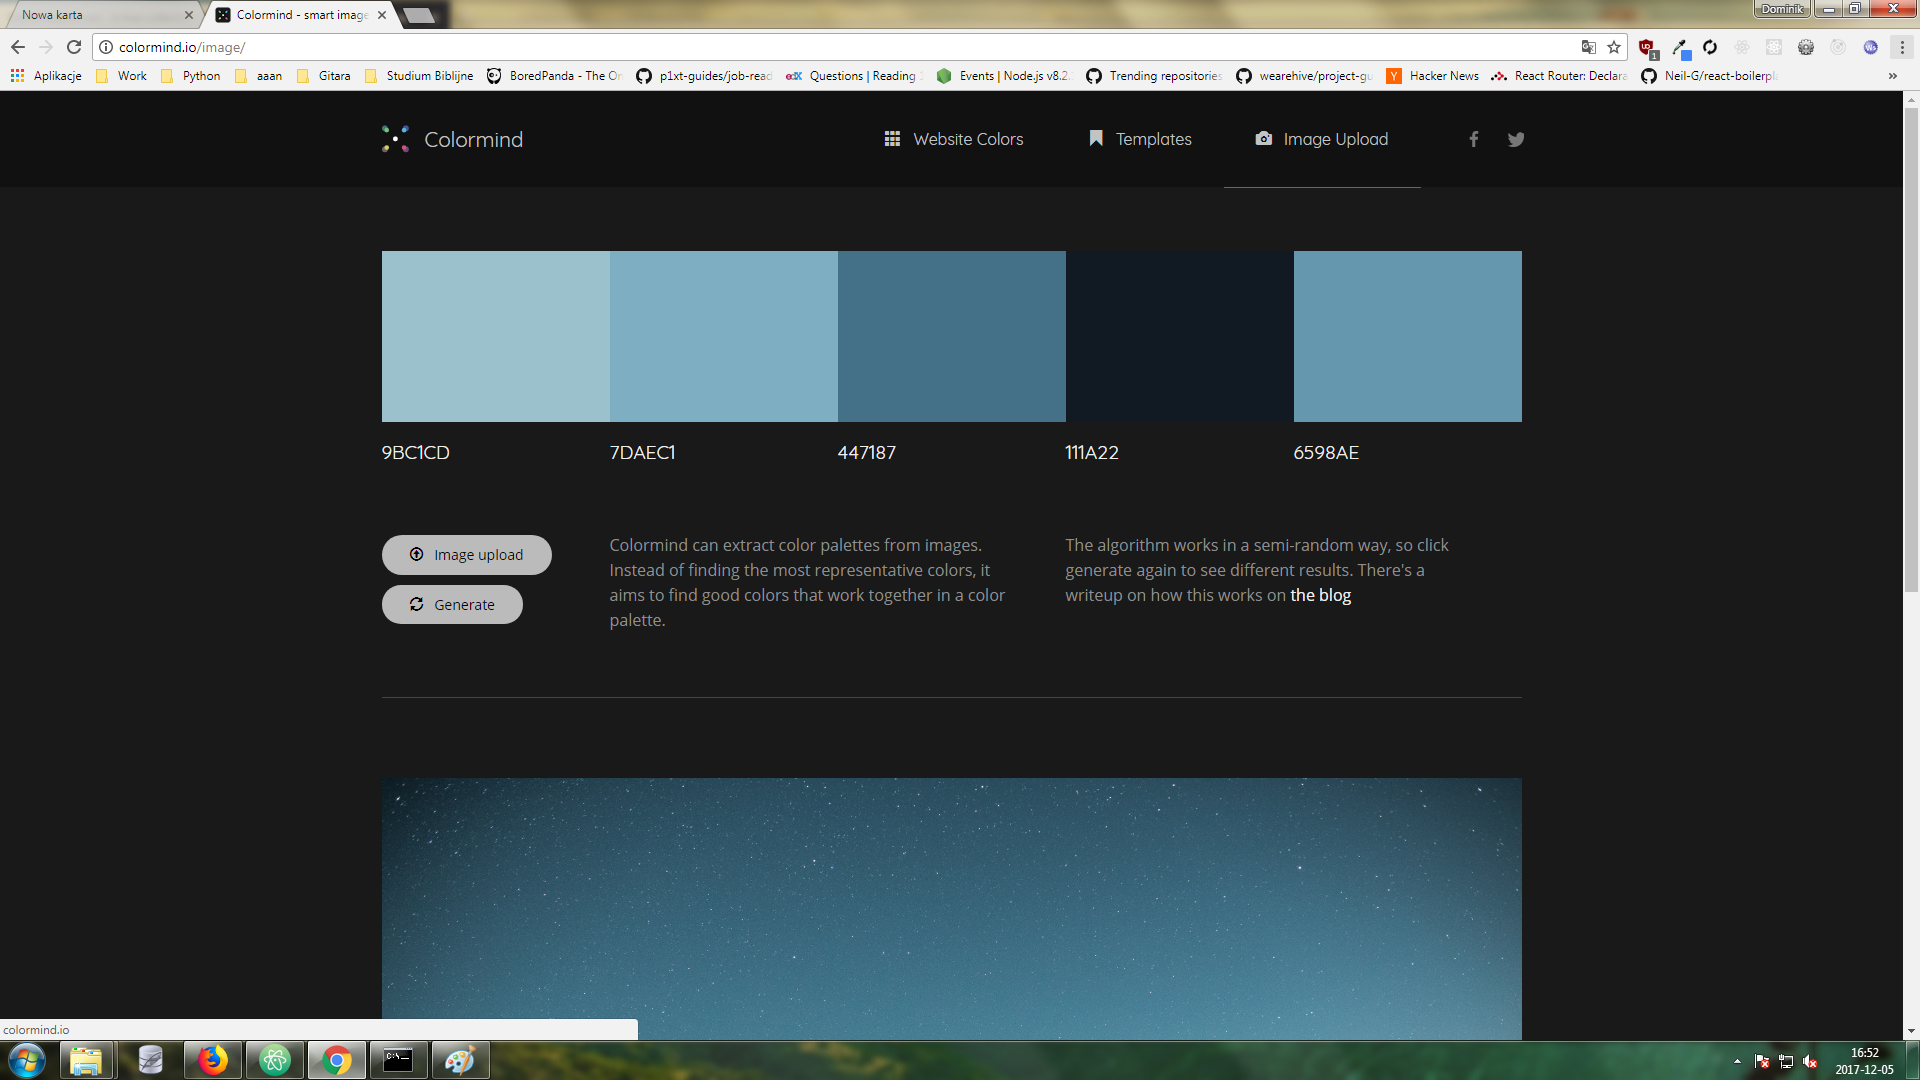 Nowa karta
Colormind - smart image
Dominik
colormind.io/image/
1
Ws
Aplikacje
Work
Python
aaan
Gitara
Studium Biblijne
BoredPanda - The On
p1xt-guides/job-read
edX
Questions | Reading
Events | Node.js v8.2.
Trending repositories
wearehive/project-gu
Y
Hacker News
React Router: Declara
Neil-G/react-boilerpl
»
Colormind
Website Colors
Templates
Image Upload
9BC1CD
7DAEC1
447187
111A22
6598AE
Image upload
Generate
Colormind can extract color palettes from images.
Instead of finding the most representative colors, it
aims to find good colors that work together in a color
palette.
The algorithm works in a semi-random way, so click
generate again to see different results. There's a
writeup on how this works on the blog
colormind.io
C:\.
16:52
2017-12-05